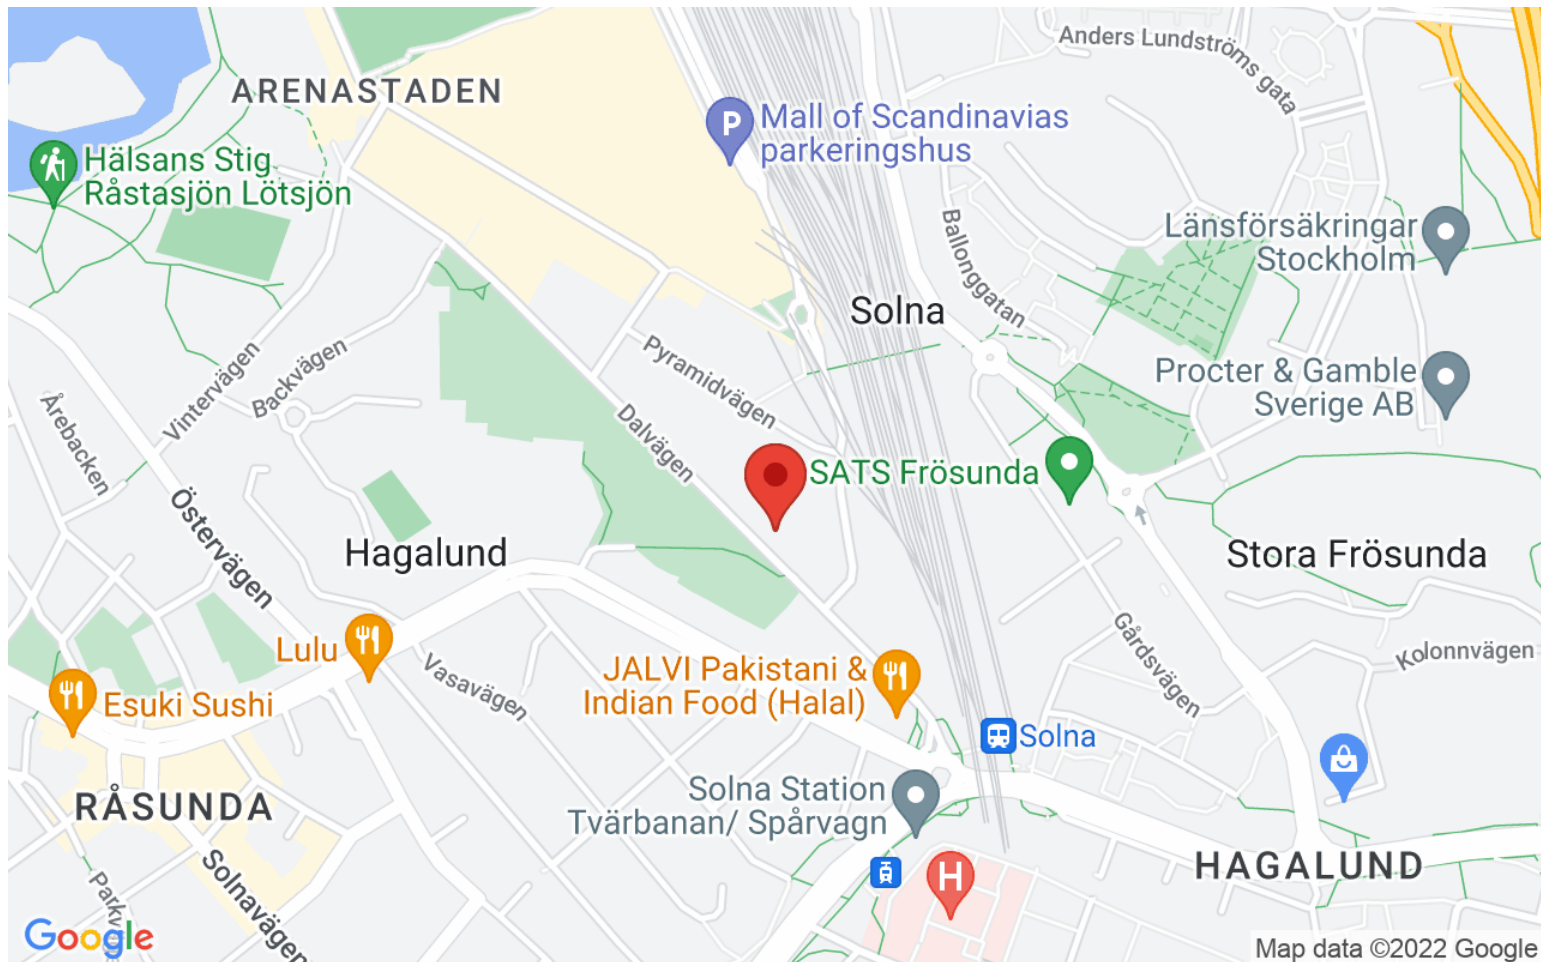 Anders Lundströms gata
ARENASTADEN
P
Mall of Scandinavias
parkeringshus
Hälsans Stig
Råstasjön Lötsjön
Ballonggatan
Länsförsäkringar
Stockholm
Solna
Pyramidvägen
Vintervägen
Backvägen
Procter & Gamble
Sverige AB
Årebacken
Dalvägen
SATS Frösunda
Östervägen
Hagalund
Stora Frösunda
Gårdsvägen
Lulu
Kolonnvägen
Vasavägen
JALVI Pakistani &
Indian Food (Halal)
Esuki Sushi
Solna
Solna Station
Tvärbanan/ Spårvagn
RÅSUNDA
Solnavägen
HAGALUND
H
Google
Map data ©2022 Google